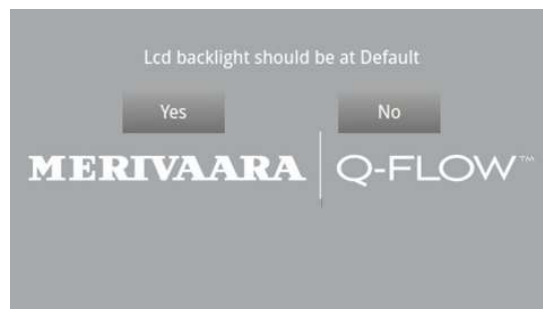 Lcd backlight should be at Default
Yes No
MERIVAARA Q-FLOW™